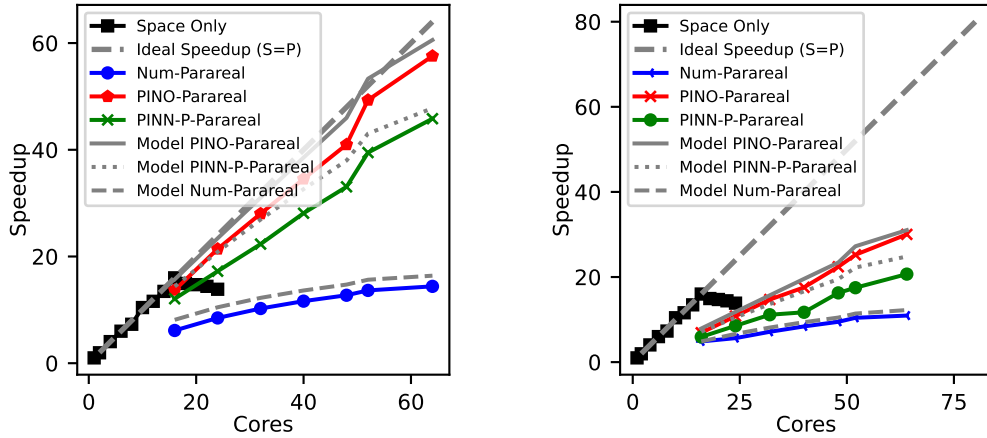 Space Only
Ideal Speedup (S=P)
Num-Parareal
PINO-Parareal
PINN-P-Parareal
Model PINO-Parareal
Model PINN-P-Parareal
Model Num-Parareal
Speedup
60
40
20
0
0
20
40
60
Cores
Space Only
Ideal Speedup (S=P)
Num-Parareal
PINO-Parareal
PINN-P-Parareal
Model PINO-Parareal
Model PINN-P-Parareal
Model Num-Parareal
Speedup
80
60
40
20
0
0
25
50
75
Cores